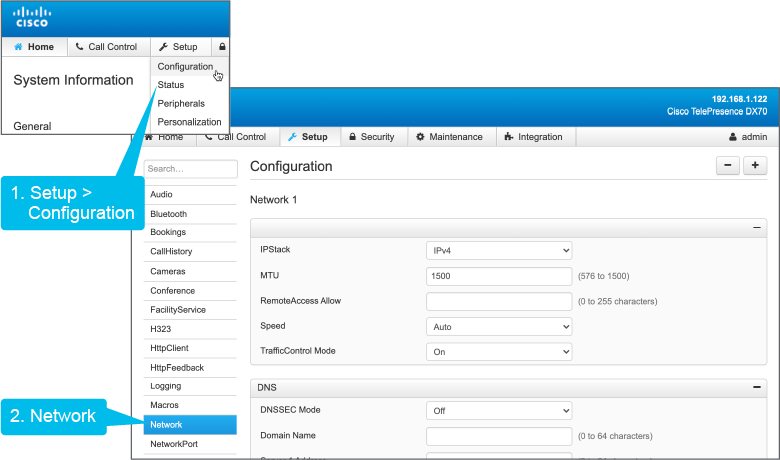 CISCO
Home
Call Control
Setup
System Information
Configuration
Status
Peripherals
Personalization
General
192.168.1.122
Cisco TelePresence DX70
Home
Call Control
Setup
Security
Maintenance
Integration
admin
1. Setup >
Configuration
2. Network
Search...
Audio
Bluetooth
Bookings
CallHistory
Cameras
Conference
FacilityService
H323
HttpClient
HttpFeedback
Logging
Macros
Network
NetworkPort
Configuration
Network 1
IPStack
IPv4
MTU
1500
(576 to 1500)
RemoteAccess Allow
(0 to 255 characters)
Speed
Auto
TrafficControl Mode
On
DNS
DNSSEC Mode
Off
Domain Name
(0 to 64 characters)